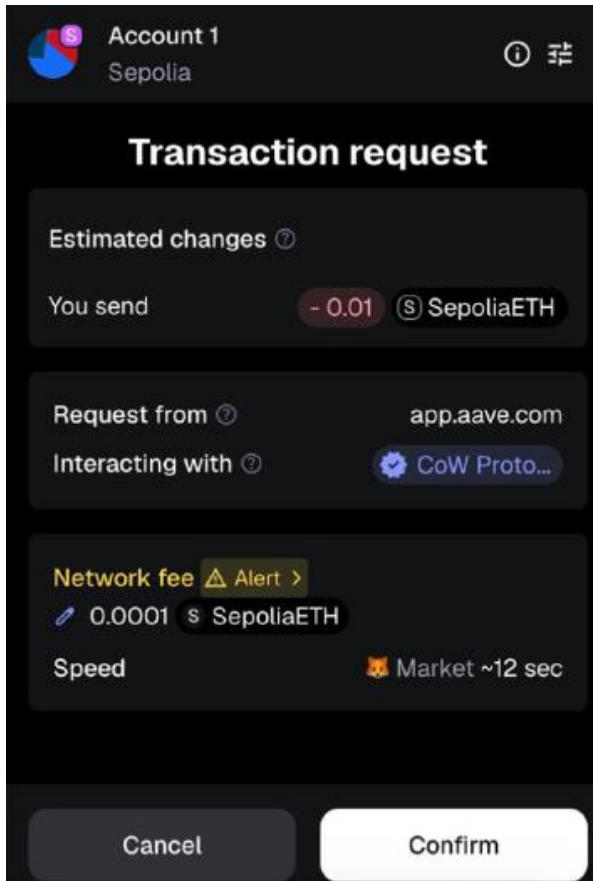 S
Account 1
Sepolia
Transaction request
Estimated changes ?
You send - 0.01 S SepoliaETH
Request from ? app.aave.com
Interacting with ? CoW Proto...
Network fee Alert >
0.0001 S SepoliaETH
Speed Market ~12 sec
Cancel Confirm